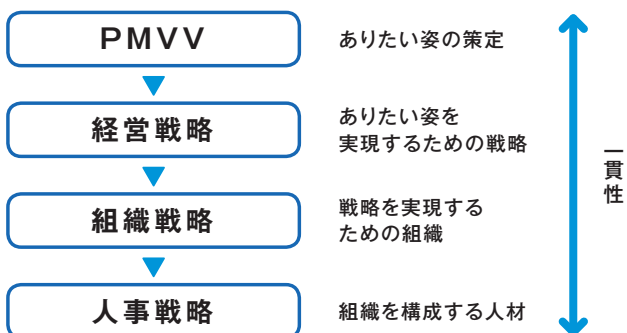 PMVV
ありたい姿の策定
経営戦略
ありたい姿を
実現するための戦略
組織戦略
戦略を実現する
ための組織
人事戦略
組織を構成する人材
一貫性